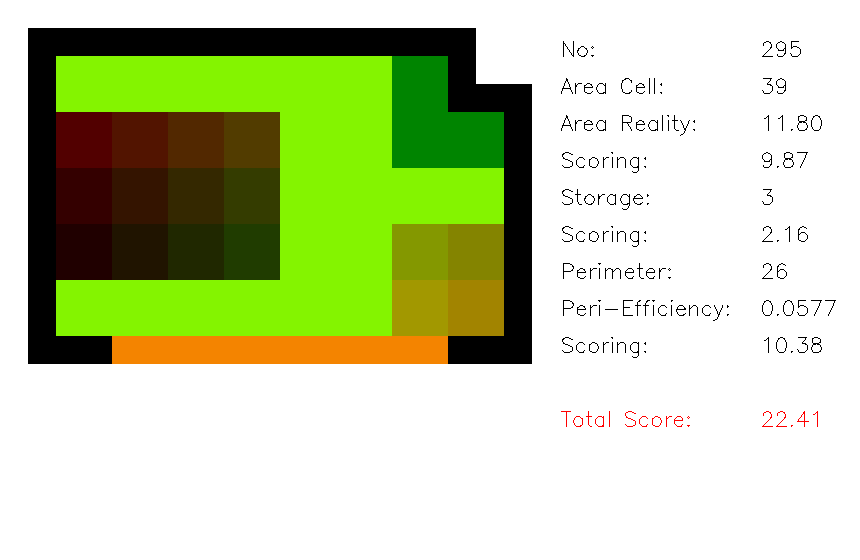 No: 295
Area Cell: 39
Area Reality: 11.80
Scoring: 9.87
Storage: 3
Scoring: 2.16
Perimeter: 26
Peri-Efficiency: 0.0577
Scoring: 10.38
Total Score: 22.41